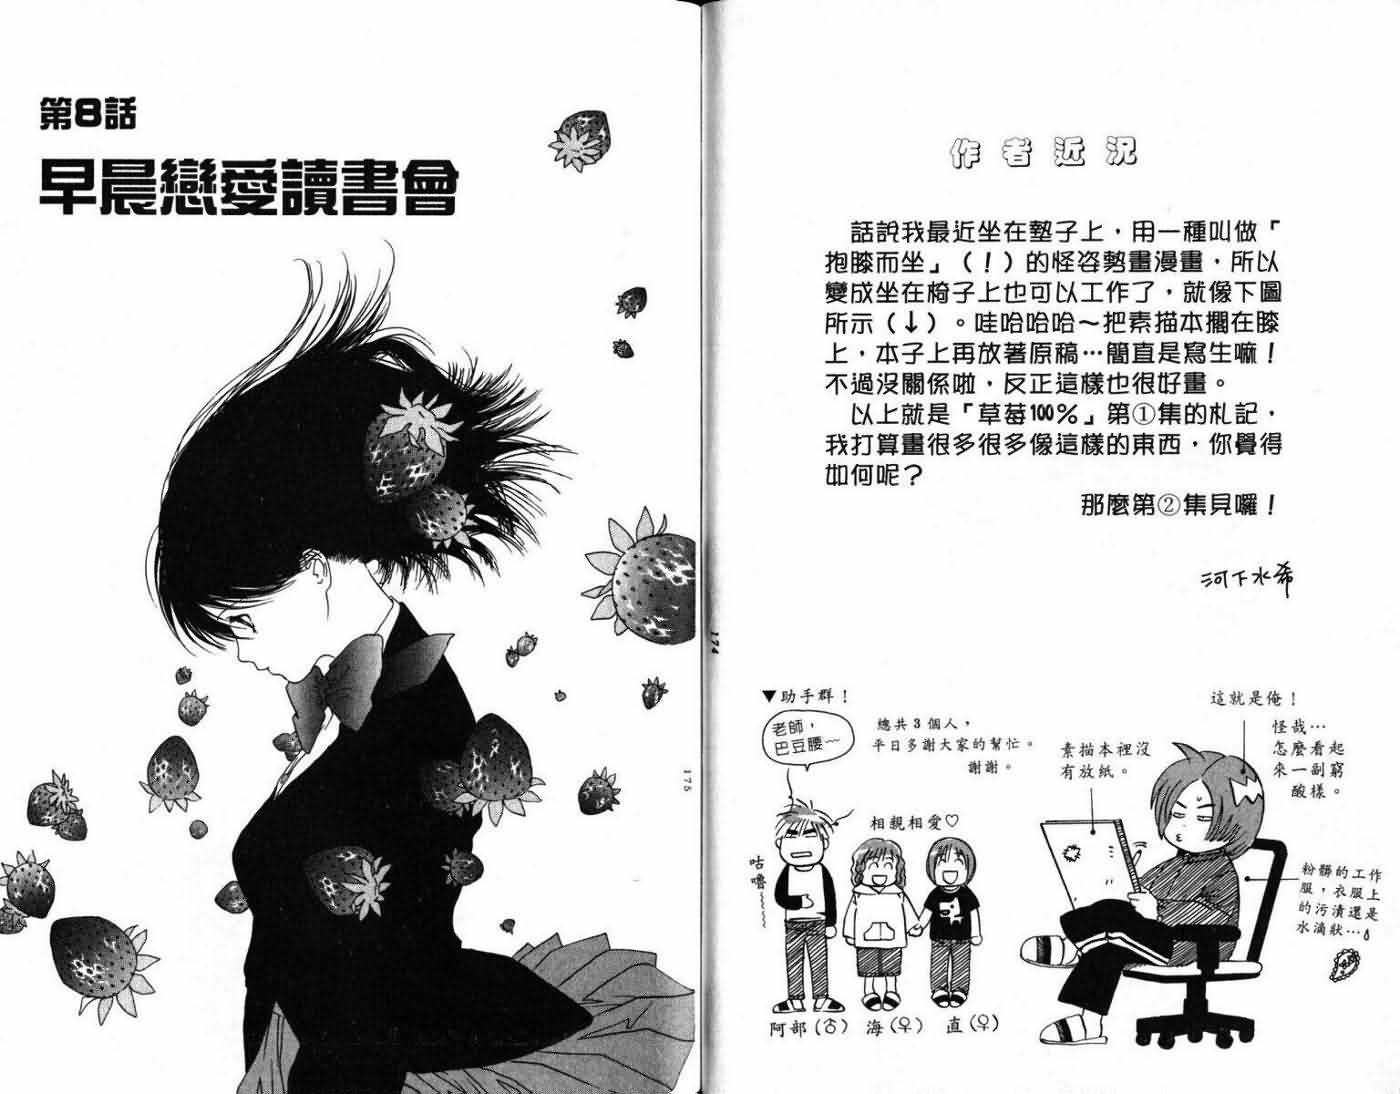 作者近況
話說我最近坐在墊子上，用一種叫做「
抱膝而坐」（！）的怪姿勢畫漫畫，所以
變成坐在椅子上也可以工作了，就像下圖
所示（↓）。哇哈哈哈～把素描本擱在膝
上，本子上再放著原稿…簡直是寫生嘛！
不過沒關係啦，反正這樣也很好畫。
以上就是「草莓100%」第①集的札記，
我打算畫很多很多像這樣的東西，你覺得
如何呢？
那麼第②集見囉！
河下水希
▼助手群！
老師，
巴豆腰～
總共3個人，
平日多謝大家的幫忙。
謝謝。
咕嚕～
相親相愛♡
阿部(♂)
海(♀)
直(♀)
這就是俺！
怪哉…
怎麼看起
來一副窮
酸樣。
素描本裡沒
有放紙。
粉髒的工作
服，衣服上
的污漬還是
水滴狀…
174
第8話
早晨戀愛讀書會
175